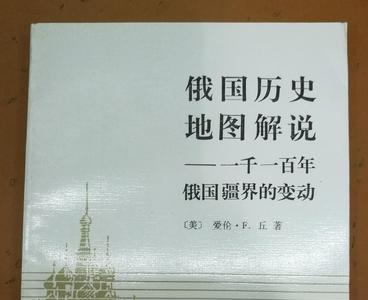 俄国历史
地图解说
——一千一百年
俄国疆界的变动
〔美〕 爱伦·F. 丘 著